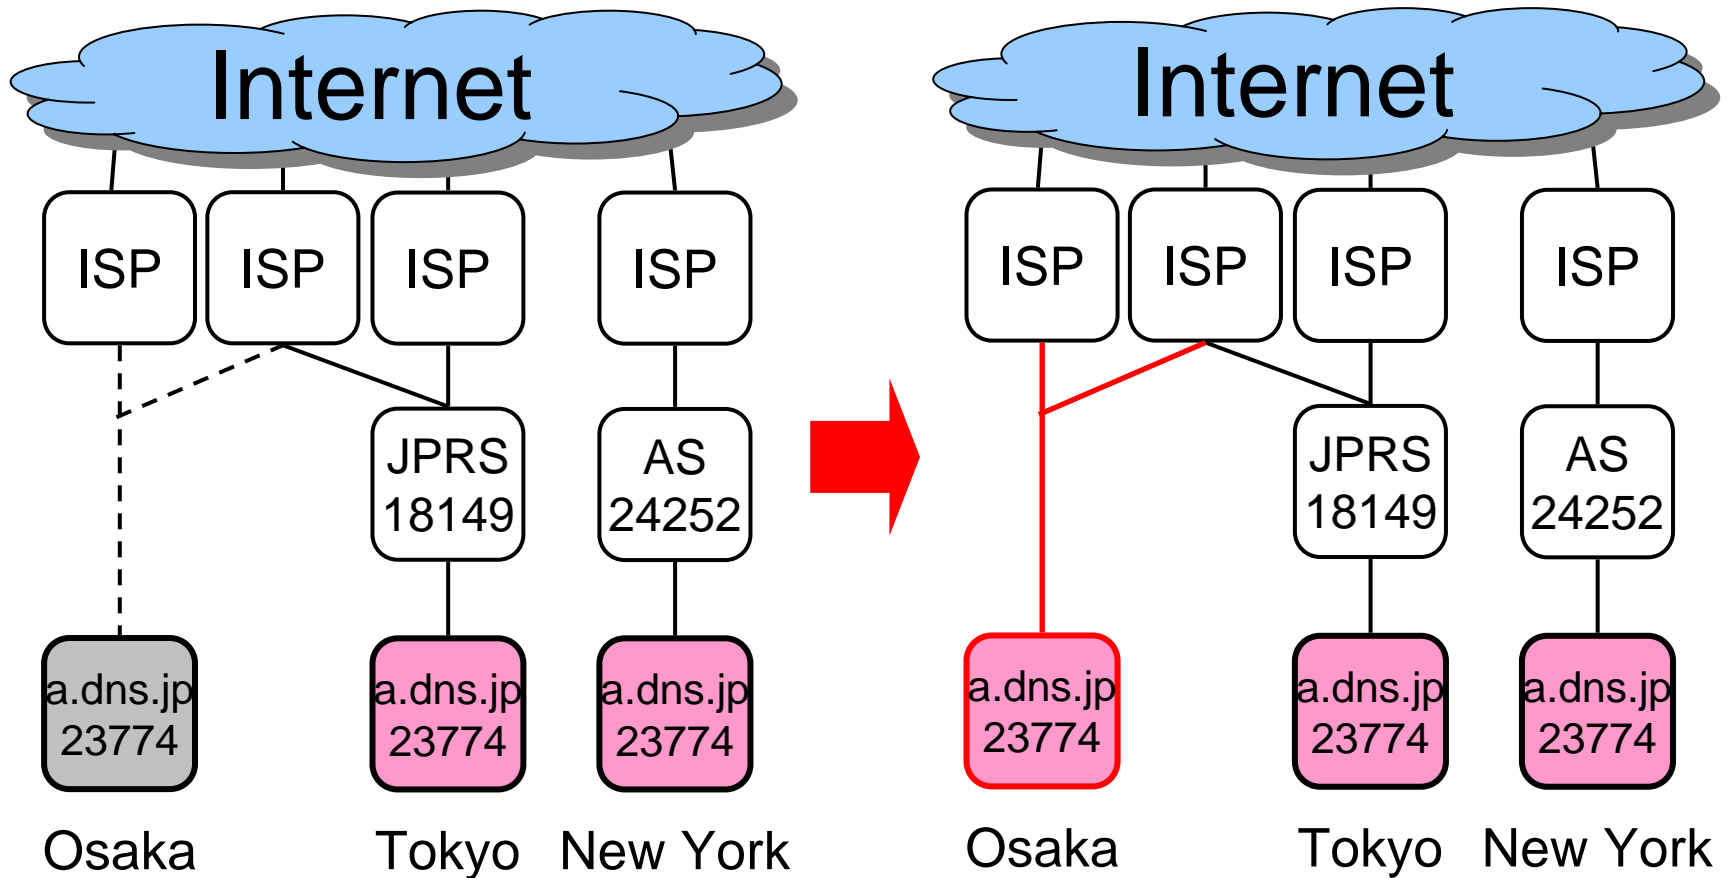 Internet
ISP
ISP
ISP
ISP
JPRS
18149
AS
24252
a.dns.jp
23774
a.dns.jp
23774
a.dns.jp
23774
Osaka
Tokyo
New York
Internet
ISP
ISP
ISP
ISP
JPRS
18149
AS
24252
a.dns.jp
23774
a.dns.jp
23774
a.dns.jp
23774
Osaka
Tokyo
New York